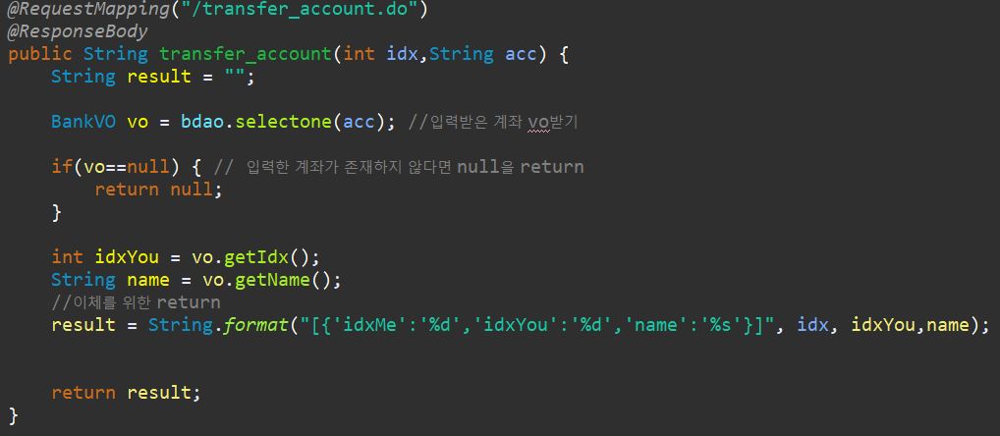 @RequestMapping("/transfer_account.do")
@ResponseBody
public String transfer_account(int idx,String acc) {
String result = "";
BankVO vo = bdao.selectone(acc); //입력받은 계좌 vo받기
if(vo==null) { // 입력한 계좌가 존재하지 않다면 null을 return
return null;
}
int idxYou = vo.getIdx();
String name = vo.getName();
//이체를 위한 return
result = String.format("[{'idxMe':'%d','idxYou':'%d','name':'%s'}]", idx, idxYou,name);
return result;
}